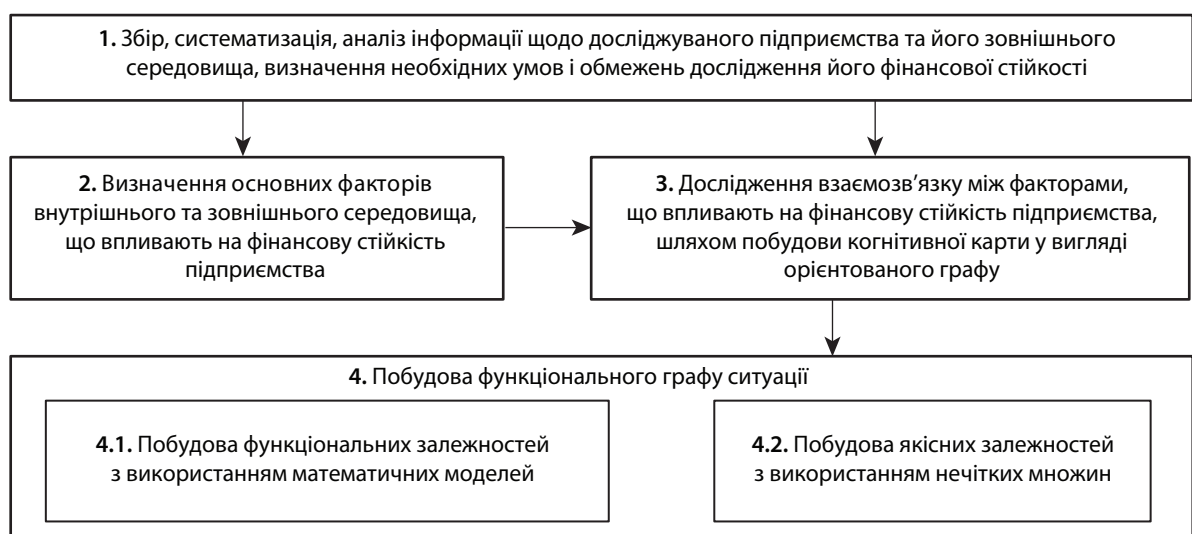 1. Збір, систематизація, аналіз інформації щодо досліджуваного підприємства та його зовнішнього
середовища, визначення необхідних умов і обмежень дослідження його фінансової стійкості
2. Визначення основних факторів
внутрішнього та зовнішнього середовища,
що впливають на фінансову стійкість
підприємства
3. Дослідження взаємозв’язку між факторами,
що впливають на фінансову стійкість підприємства,
шляхом побудови когнітивної карти у вигляді
орієнтованого графу
4. Побудова функціонального графу ситуації
4.1. Побудова функціональних залежностей
з використанням математичних моделей
4.2. Побудова якісних залежностей
з використанням нечітких множин